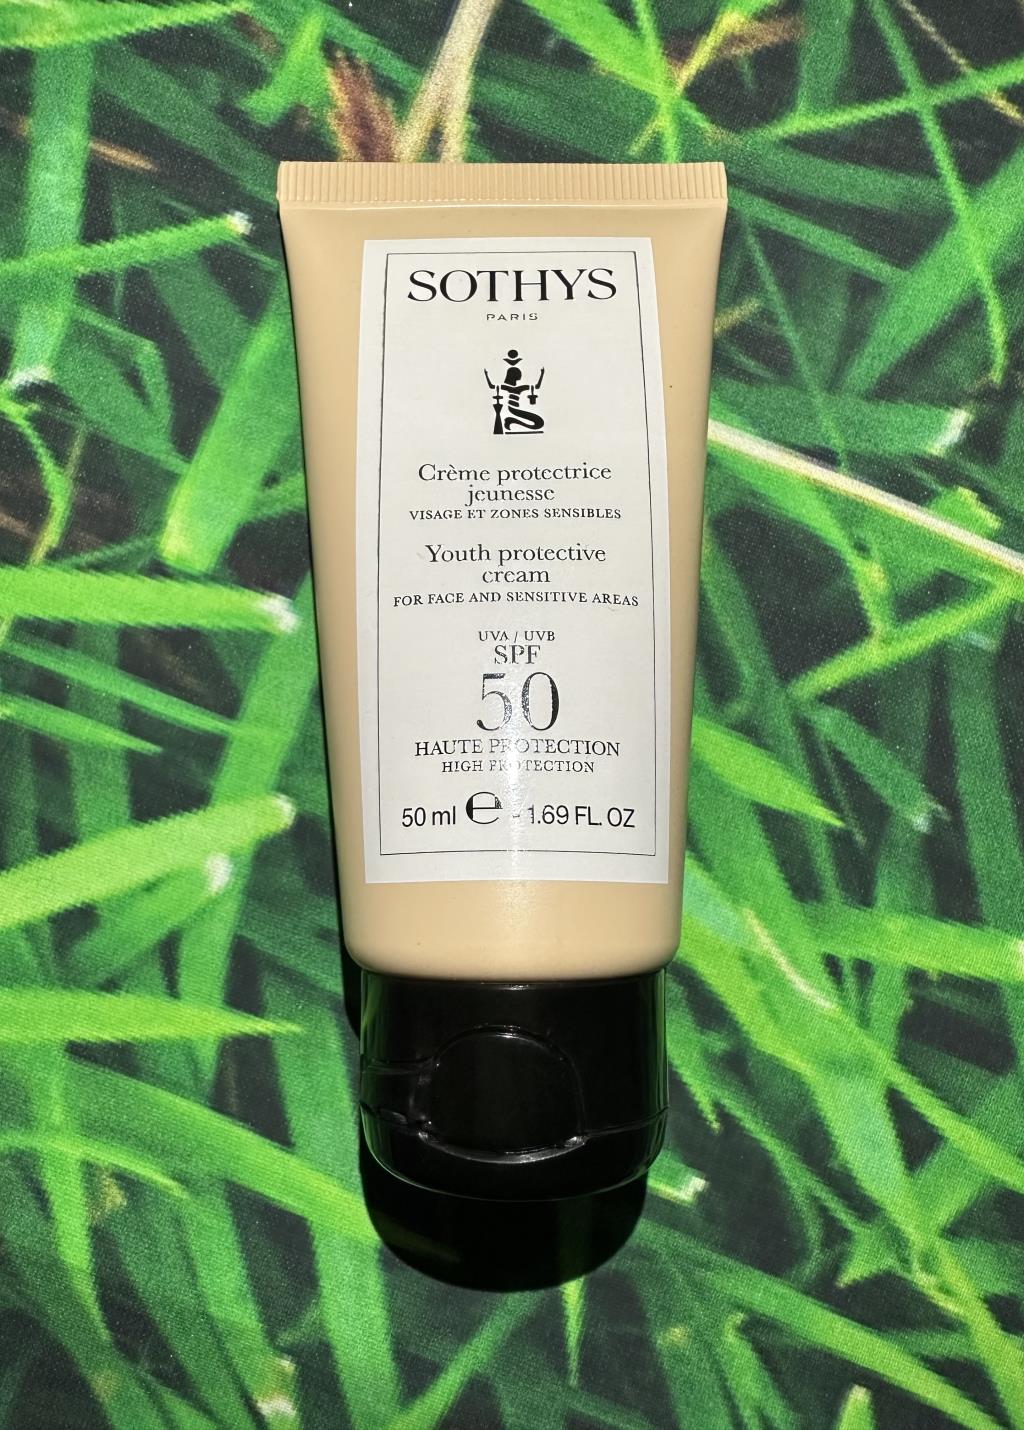 SOTHYS
PARIS
Crème protectrice
jeunesse
VISAGE ET ZONES SENSIBLES
Youth protective
cream
FOR FACE AND SENSITIVE AREAS
UVA / UVB
SPF
50
HAUTE PROTECTION
HIGH PROTECTION
50 ml ℮ - 1.69 FL. OZ